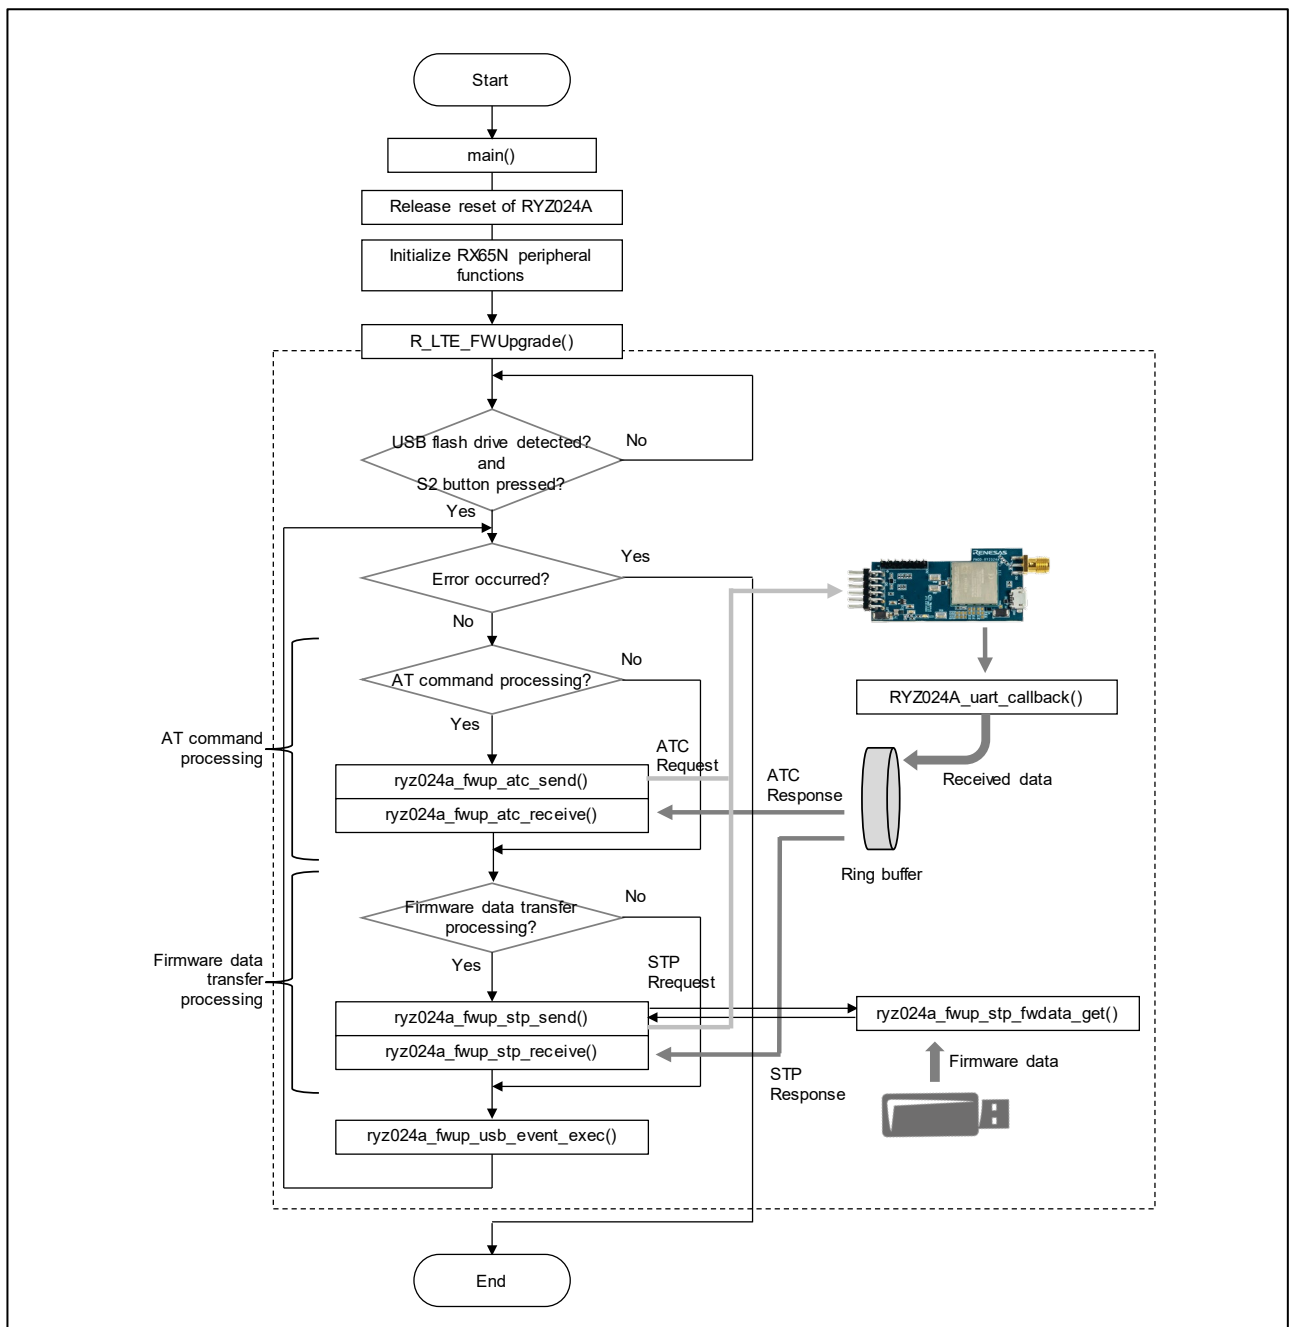 Start
main()
Release reset of RYZ024A
Initialize RX65N peripheral
functions
R_LTE_FWUpgrade()
USB flash drive detected?
and
S2 button pressed?
No
Yes
Error occurred?
Yes
No
RENESAS
AT command processing?
No
Yes
RYZ024A_uart_callback()
AT command
processing
ATC
Request
ryz024a_fwup_atc_send()
ryz024a_fwup_atc_receive()
ATC
Response
Received data
Ring buffer
Firmware data transfer
processing?
No
Yes
Firmware data
transfer
processing
STP
Rrequest
ryz024a_fwup_stp_send()
ryz024a_fwup_stp_receive()
ryz024a_fwup_stp_fwdata_get()
Firmware data
STP
Response
ryz024a_fwup_usb_event_exec()
End